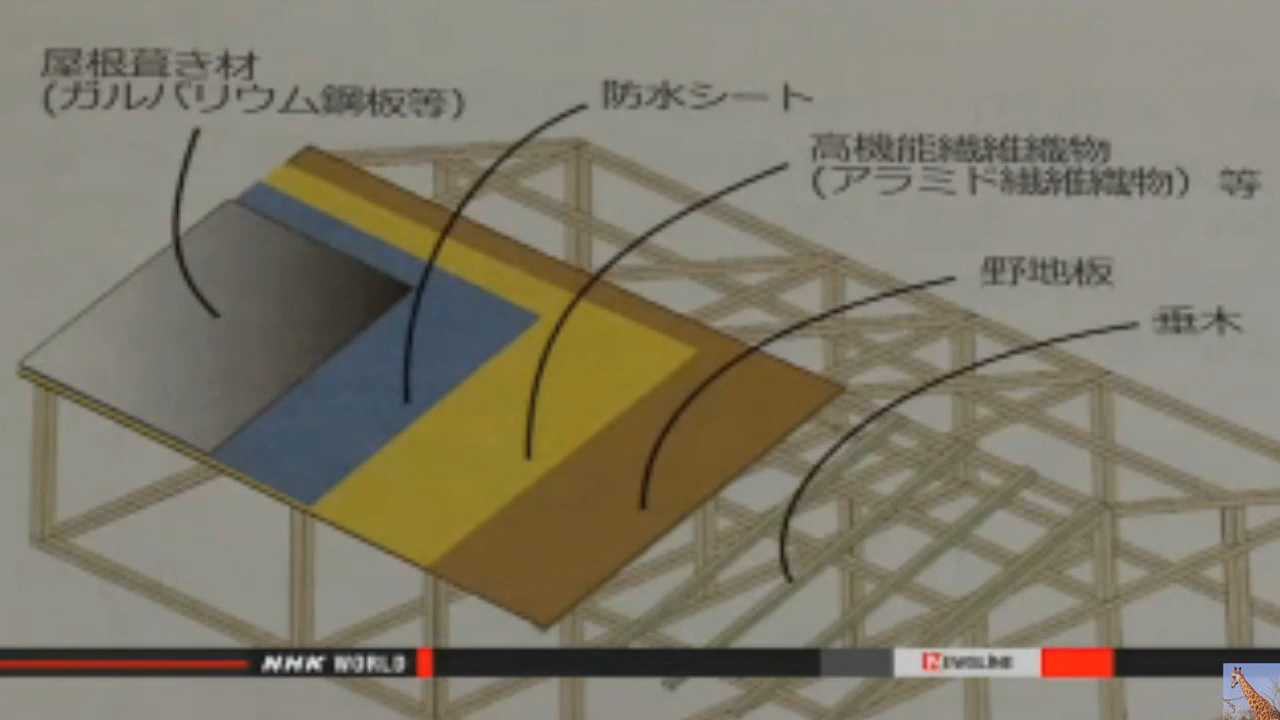 屋根葺き材
(ガルバリウム鋼板等)
防水シート
高機能繊維織物
(アラミド繊維織物) 等
野地板
垂木
NHK WORLD
NEWSLINE